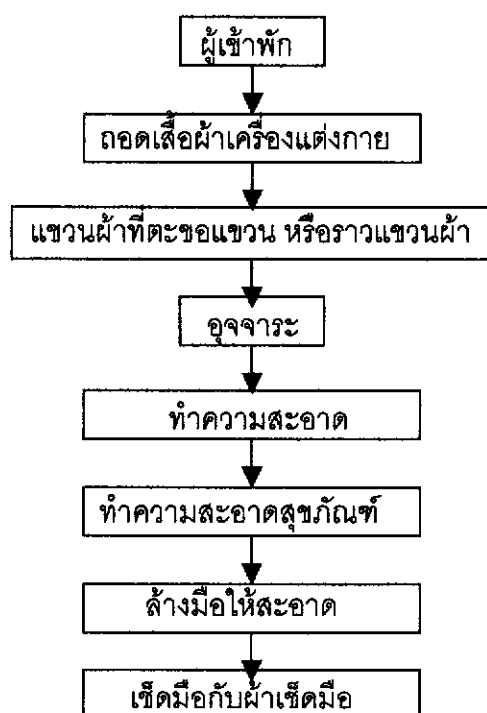 ผู้เข้าพัก
ถอดเสื้อผ้าเครื่องแต่งกาย
แขวนผ้าที่ตะขอแขวน หรือราวแขวนผ้า
อุจจาระ
ทำความสะอาด
ทำความสะอาดสุขภัณฑ์
ล้างมือให้สะอาด
เช็ดมือกับผ้าเช็ดมือ